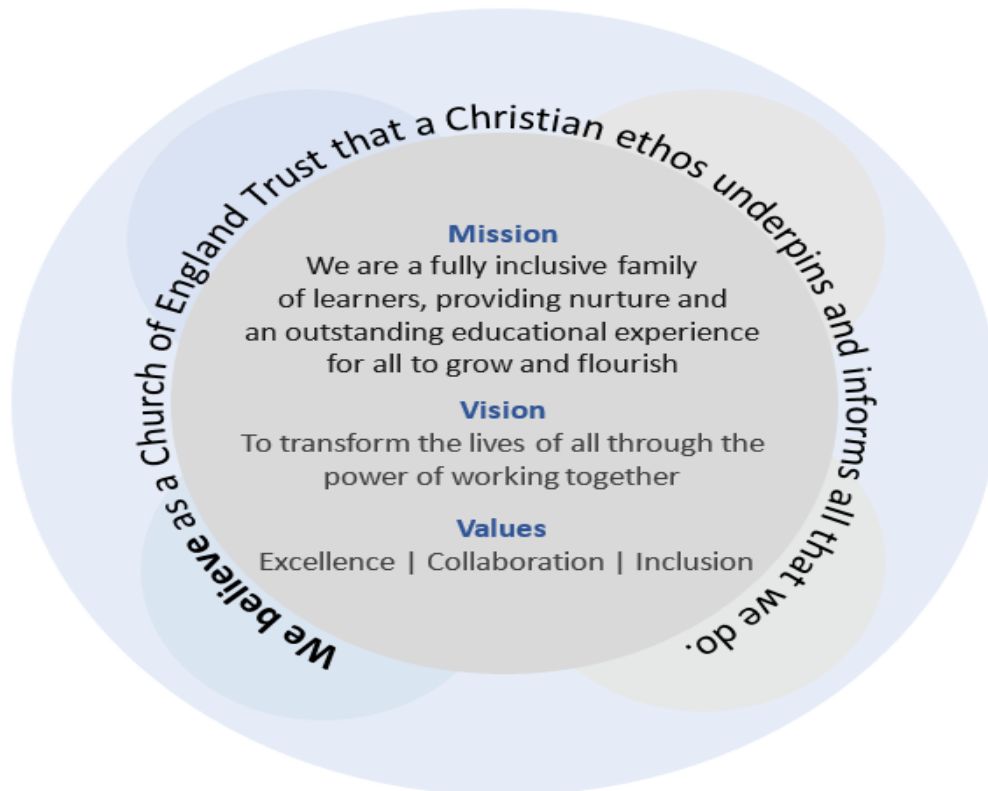 We believe as a Church of England Trust that a Christian ethos underpins and informs all that we do.
Mission
We are a fully inclusive family
of learners, providing nurture and
an outstanding educational experience
for all to grow and flourish
Vision
To transform the lives of all through the
power of working together
Values
Excellence | Collaboration | Inclusion